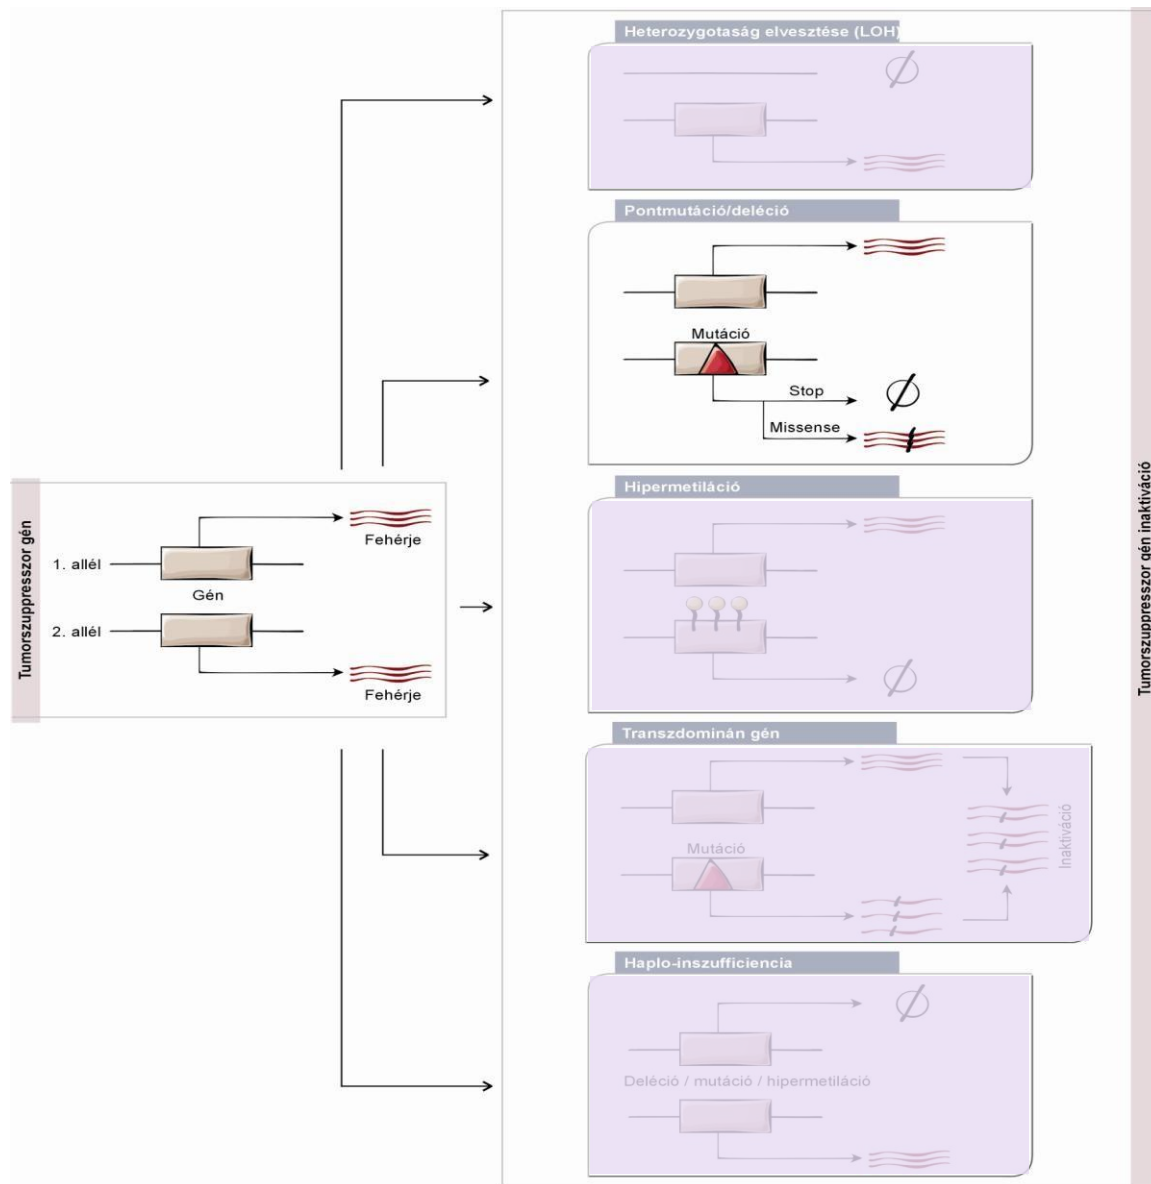 Tumorszuppresszor gén
1. allél
Fehérje
Gén
2. allél
Fehérje
Heterozygotaság elvesztése (LOH)
Pontmutáció/deléció
Mutáció
Stop
Missense
Hipermetiláció
Transzdominán gén
Mutáció
Inaktiváció
Haplo-inszufficiencia
Deléció / mutáció / hipermetiláció
Tumorszuppresszor gén inaktiváció